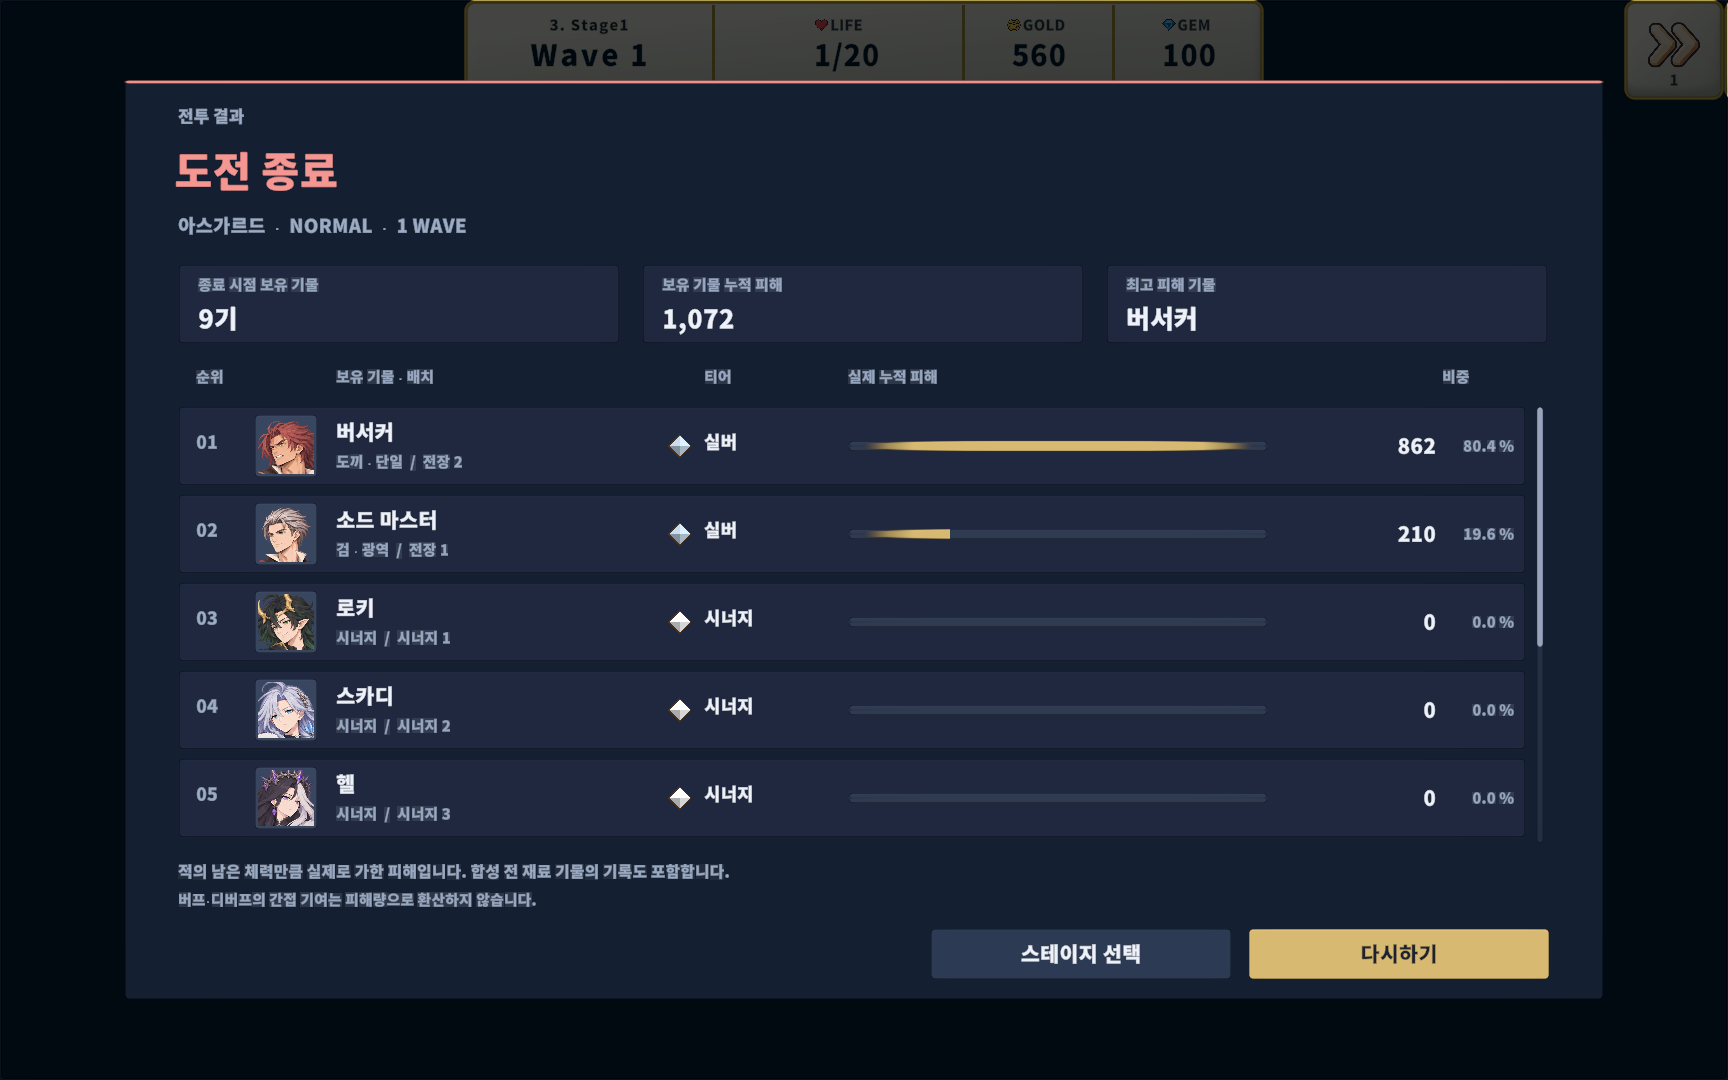 3. Stage1
Wave 1
LIFE
1/20
GOLD
560
GEM
100
1
전투 결과
도전 종료
아스가르드 · NORMAL · 1 WAVE
종료 시점 보유 기물
9기
보유 기물 누적 피해
1,072
최고 피해 기물
버서커
순위 보유 기물 · 배치 티어 실제 누적 피해 비중
01 버서커 실버 862 80.4 %
도끼 · 단일 / 전장 2
02 소드 마스터 실버 210 19.6 %
검 · 광역 / 전장 1
03 로키 시너지 0 0.0 %
시너지 / 시너지 1
04 스카디 시너지 0 0.0 %
시너지 / 시너지 2
05 헬 시너지 0 0.0 %
시너지 / 시너지 3
적의 남은 체력만큼 실제로 가한 피해입니다. 합성 전 재료 기물의 기록도 포함합니다.
버프·디버프의 간접 기여는 피해량으로 환산하지 않습니다.
스테이지 선택
다시하기